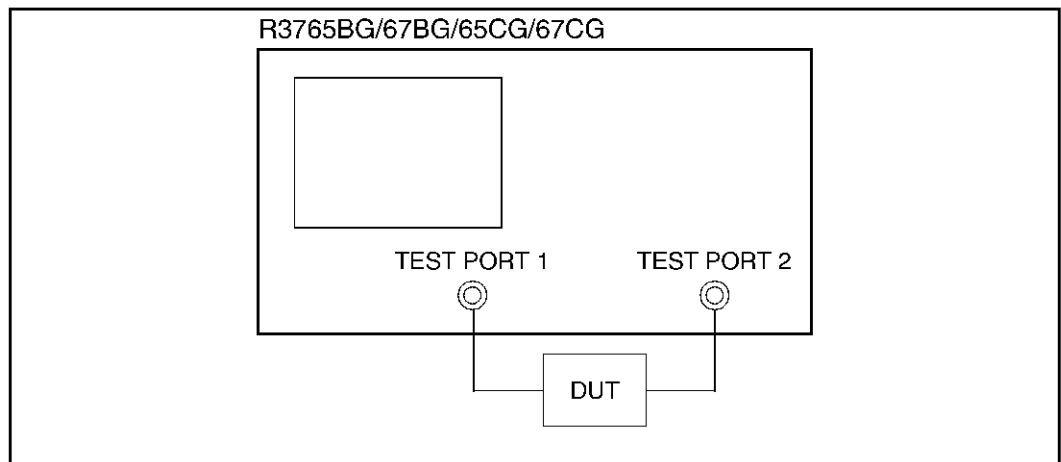 R3765BG/67BG/65CG/67CG
TEST PORT 1
TEST PORT 2
DUT